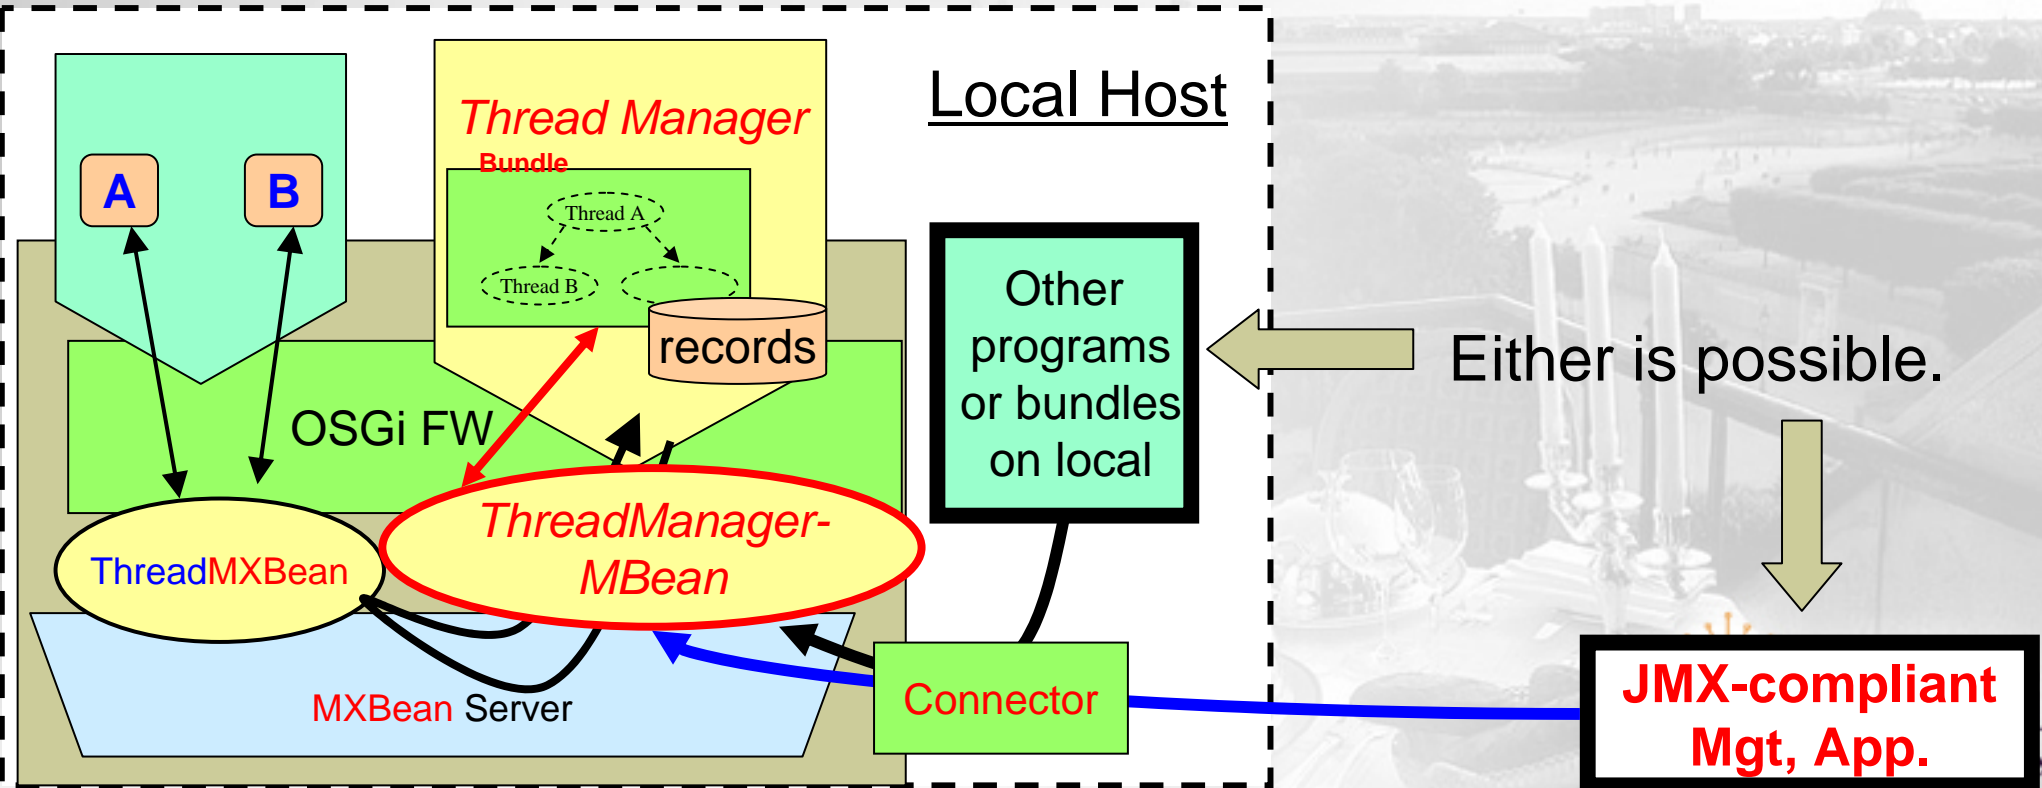 Local Host
Thread Manager
Bundle
A
B
Thread A
Thread B
records
OSGi FW
Other
programs
or bundles
on local
Either is possible.
ThreadMXBean
ThreadManager-
MBean
MXBean Server
Connector
JMX-compliant
Mgt, App.